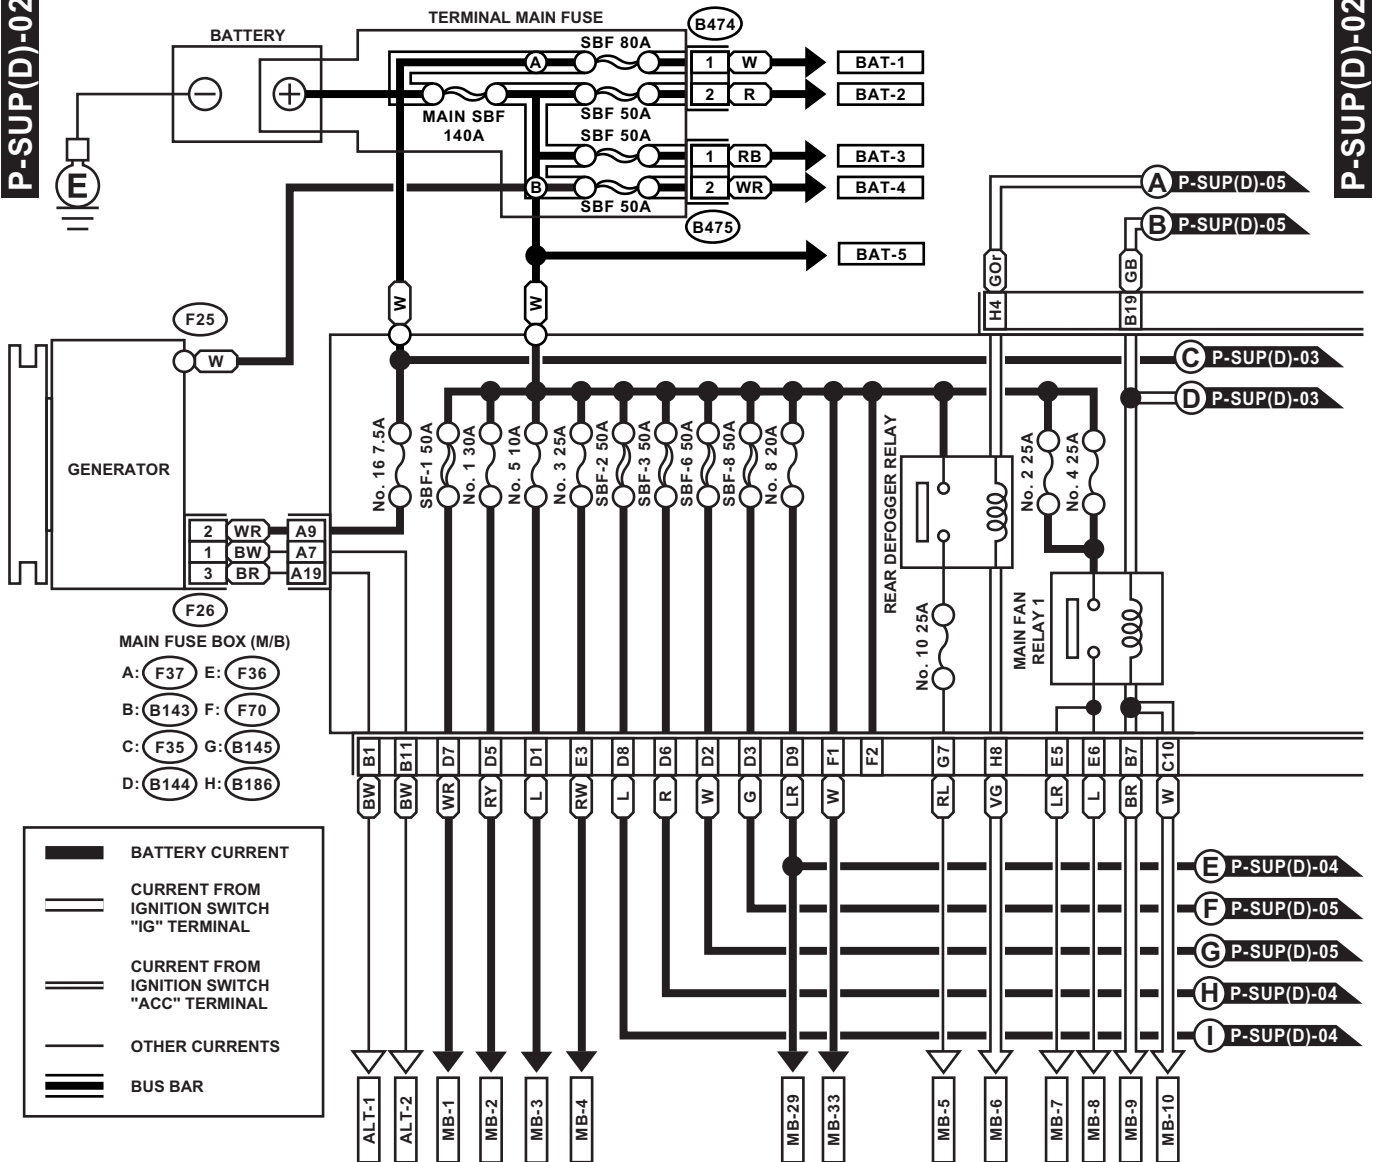 P-SUP(D)-02
P-SUP(D)-02
TERMINAL MAIN FUSE
BATTERY
B474
SBF 80A
A
1
W
BAT-1
2
R
BAT-2
MAIN SBF
140A
SBF 50A
SBF 50A
1
RB
BAT-3
B
2
WR
BAT-4
SBF 50A
B475
BAT-5
E
A
P-SUP(D)-05
B
P-SUP(D)-05
GOr
GB
H4
B19
W
W
F25
W
C
P-SUP(D)-03
D
P-SUP(D)-03
GENERATOR
No. 16 7.5A
SBF-1 50A
No. 1 30A
No. 5 10A
No. 3 25A
SBF-2 50A
SBF-3 50A
SBF-6 50A
SBF-8 50A
No. 8 20A
REAR DEFOGGER RELAY
No. 2 25A
No. 4 25A
No. 10 25A
MAIN FAN
RELAY 1
2
WR
A9
1
BW
A7
3
BR
A19
F26
MAIN FUSE BOX (M/B)
A: F37 E: F36
B: B143 F: F70
C: F35 G: B145
D: B144 H: B186
B1
B11
D7
D5
D1
E3
D8
D6
D2
D3
D9
F1
F2
G7
H8
E5
E6
B7
C10
BW
BW
WR
RY
L
RW
L
R
W
G
LR
W
RL
VG
LR
L
BR
W
BATTERY CURRENT
CURRENT FROM
IGNITION SWITCH
"IG" TERMINAL
CURRENT FROM
IGNITION SWITCH
"ACC" TERMINAL
OTHER CURRENTS
BUS BAR
E
P-SUP(D)-04
F
P-SUP(D)-05
G
P-SUP(D)-05
H
P-SUP(D)-04
I
P-SUP(D)-04
ALT-1
ALT-2
MB-1
MB-2
MB-3
MB-4
MB-29
MB-33
MB-5
MB-6
MB-7
MB-8
MB-9
MB-10